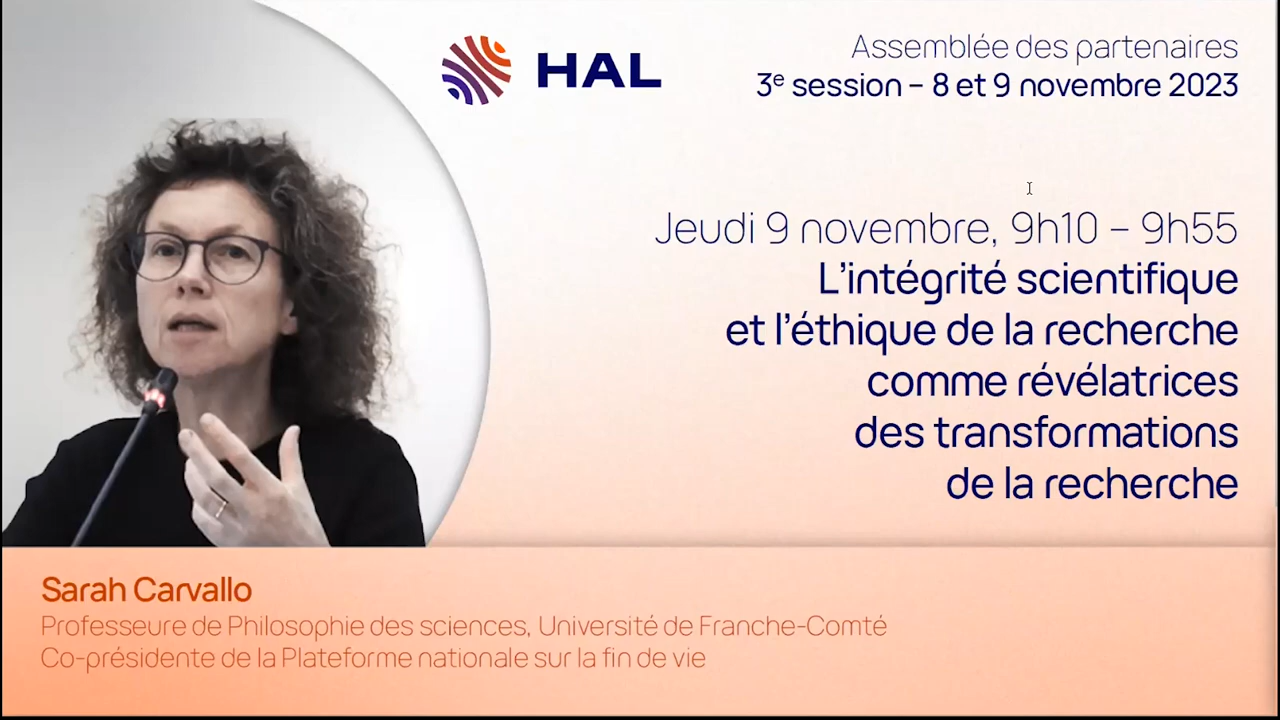 HAL
Assemblée des partenaires
3e session – 8 et 9 novembre 2023
Jeudi 9 novembre, 9h10 – 9h55
L'intégrité scientifique
et l'éthique de la recherche
comme révélatrices
des transformations
de la recherche
Sarah Carvallo
Professeure de Philosophie des sciences, Université de Franche-Comté
Co-présidente de la Plateforme nationale sur la fin de vie